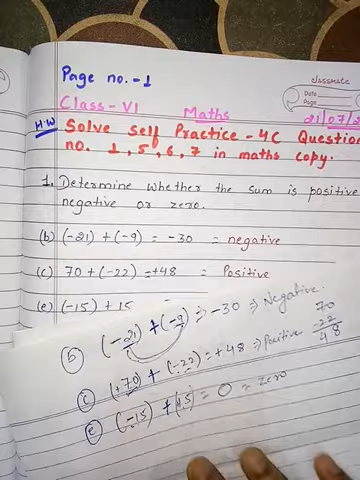 Page no.-1
classmate
Date
Page
Class-VI Maths 21/07/2
H.W Solve self Practice-4C Question
no. 1,5,6,7 in maths copy.
1. Determine whether the sum is positive
negative or zero.
(b) (-21)+(-9)=-30 = negative
(c) 70+(-22)=+48 = Positive
(e) (-15)+15
(b) (-21)+(-9) => -30 => Negative.
(c) (+70)+(-22)=+48 => Positive
70
-22
48
(e) (-15)+(15)=0=zero